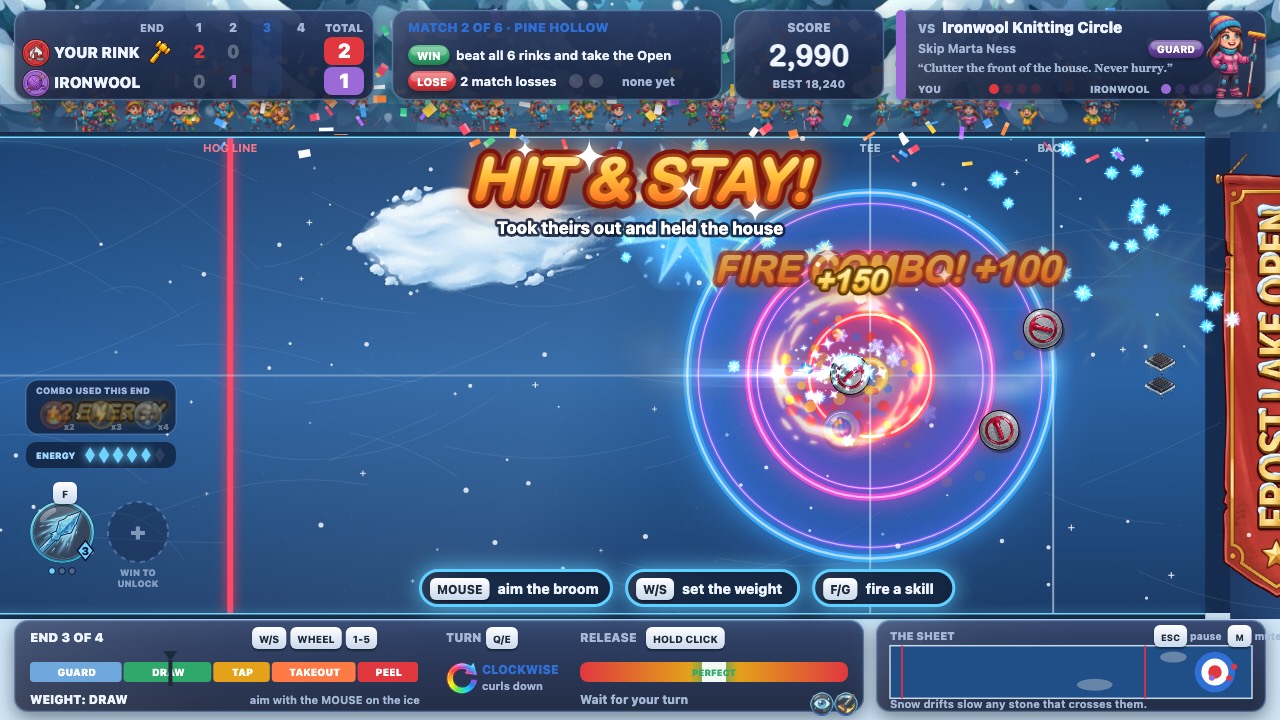 END 1 2 3 4 TOTAL
YOUR RINK 2 0 2
IRONWOOL 0 1 1
MATCH 2 OF 6 · PINE HOLLOW
WIN beat all 6 rinks and take the Open
LOSE 2 match losses none yet
SCORE
2,990
BEST 18,240
VS Ironwool Knitting Circle
Skip Marta Ness GUARD
“Clutter the front of the house. Never hurry.”
YOU IRONWOOL
HOG LINE
TEE
BACK
HIT & STAY!
Took theirs out and held the house
FIRE COMBO! +100
+150
COMBO USED THIS END
+2 ENERGY
x2 x3 x4
ENERGY
F
3
+
WIN TO
UNLOCK
FROST LAKE OPEN
MOUSE aim the broom
W/S set the weight
F/G fire a skill
END 3 OF 4
W/S WHEEL 1-5
GUARD DRAW TAP TAKEOUT PEEL
WEIGHT: DRAW
aim with the MOUSE on the ice
TURN Q/E
CLOCKWISE
curls down
RELEASE HOLD CLICK
PERFECT
Wait for your turn
THE SHEET
ESC pause M mute
Snow drifts slow any stone that crosses them.